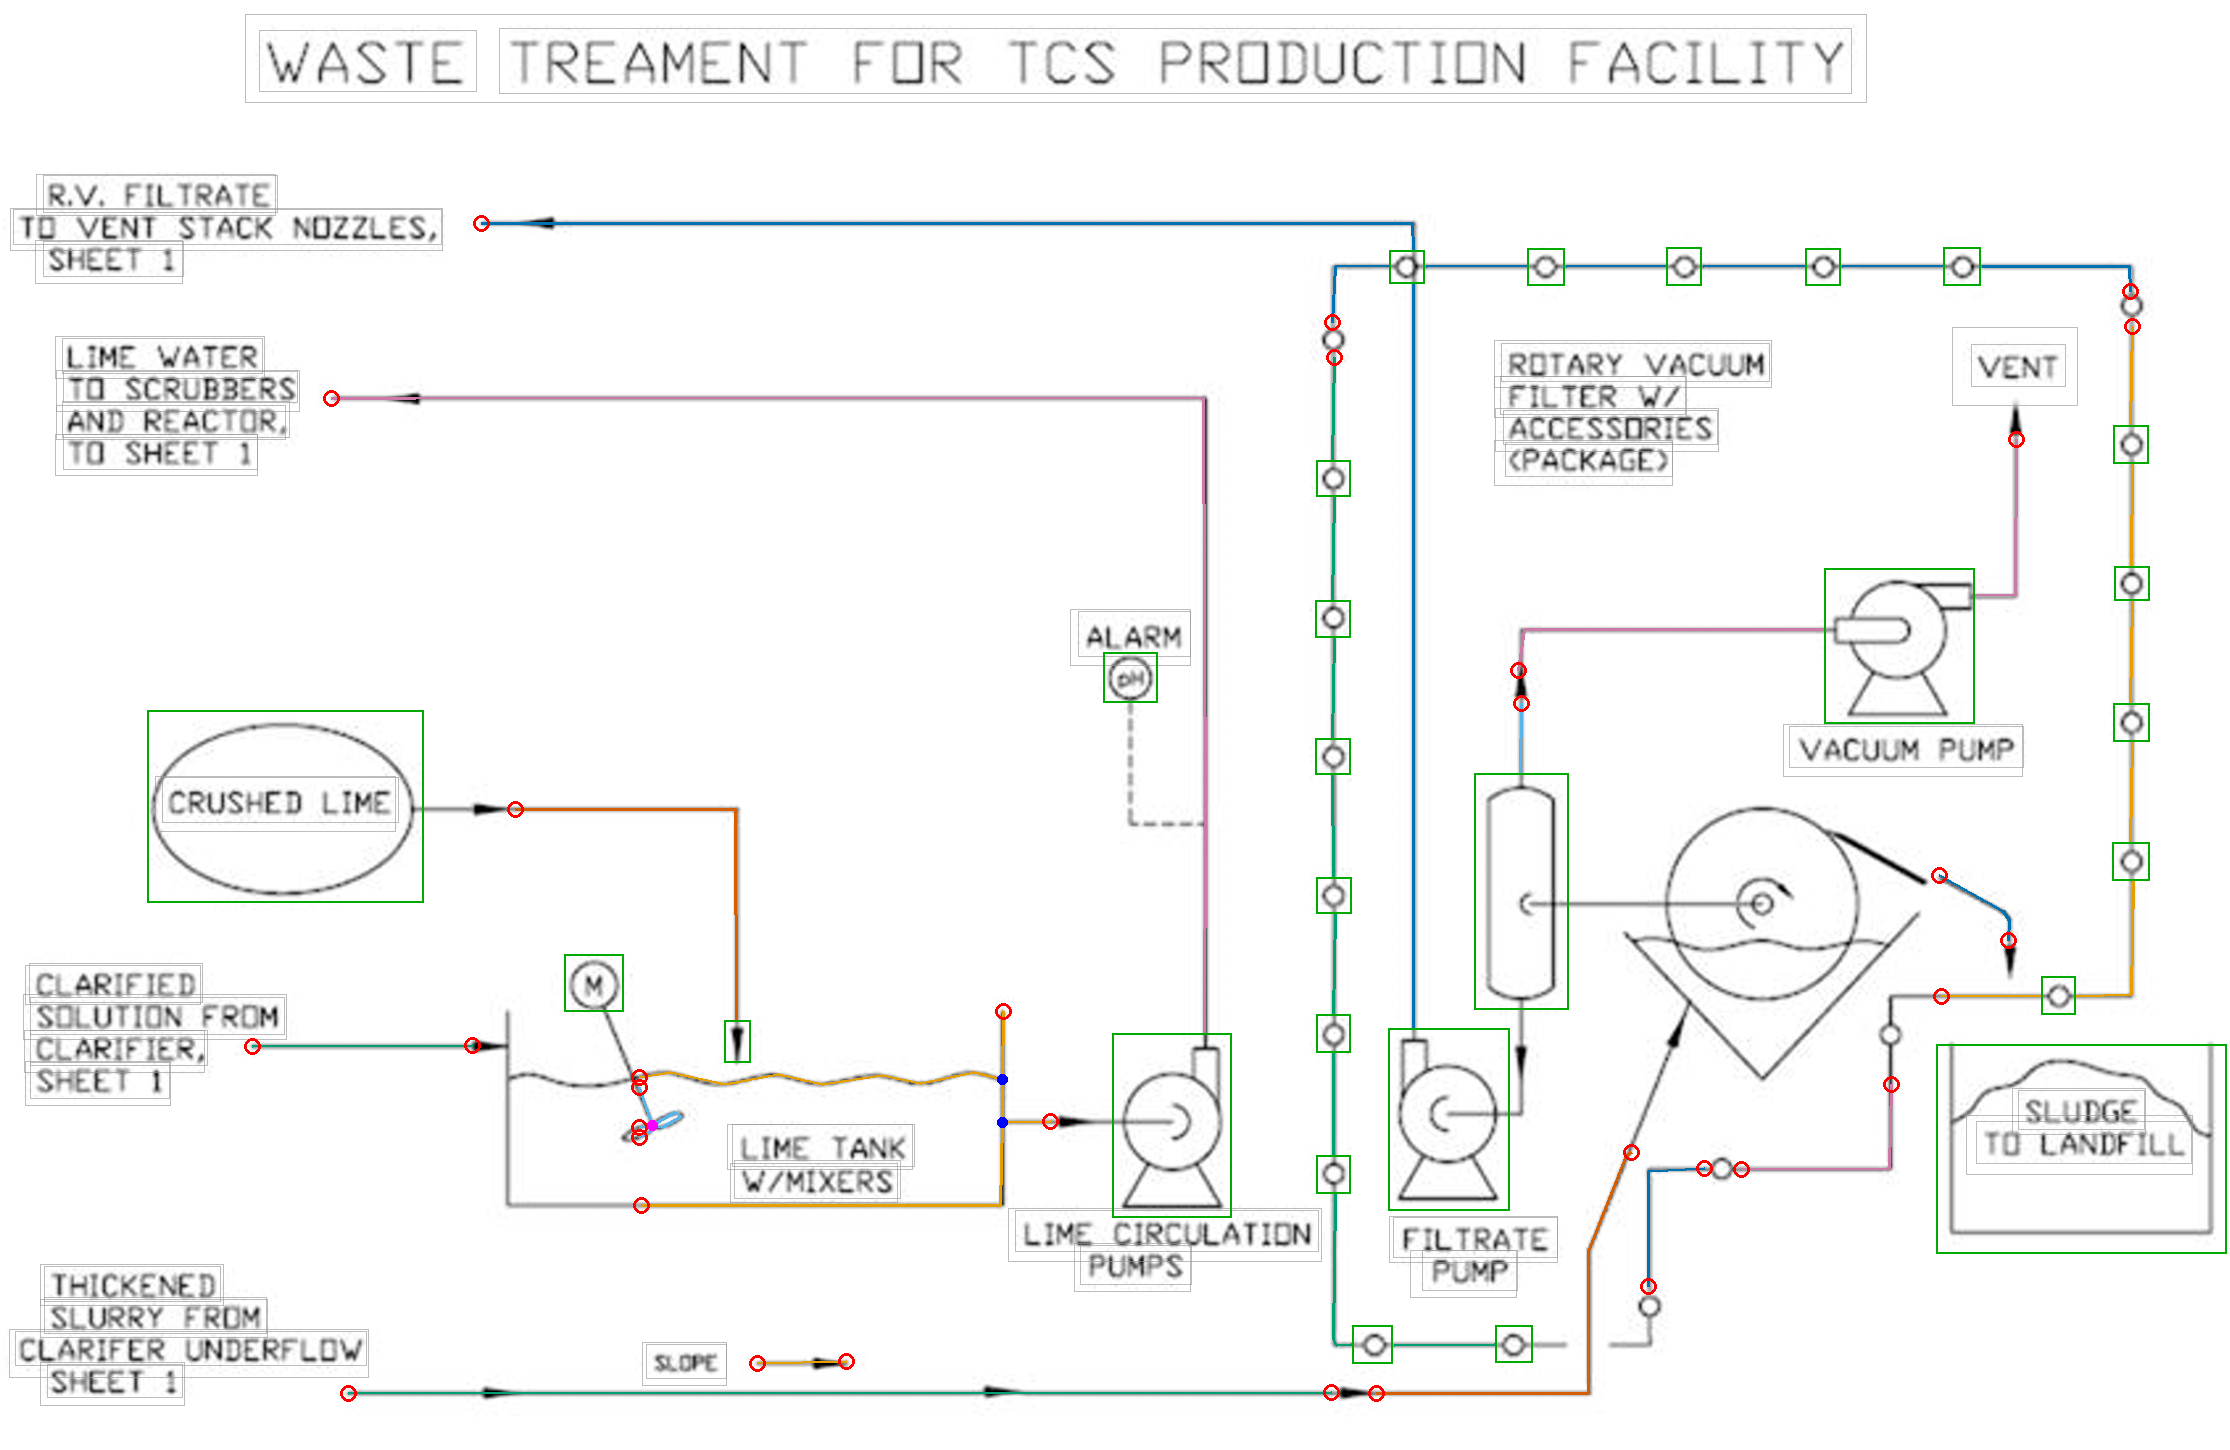 WASTE TREAMENT FOR TCS PRODUCTION FACILITY
R.V. FILTRATE
TO VENT STACK NOZZLES,
SHEET 1
LIME WATER
TO SCRUBBERS
AND REACTOR,
TO SHEET 1
ROTARY VACUUM
FILTER W/
ACCESSORIES
(PACKAGE)
VENT
ALARM
pH
VACUUM PUMP
CRUSHED LIME
M
CLARIFIED
SOLUTION FROM
CLARIFIER,
SHEET 1
LIME TANK
W/MIXERS
SLUDGE
TO LANDFILL
LIME CIRCULATION
PUMPS
FILTRATE
PUMP
THICKENED
SLURRY FROM
CLARIFER UNDERFLOW
SHEET 1
SLOPE